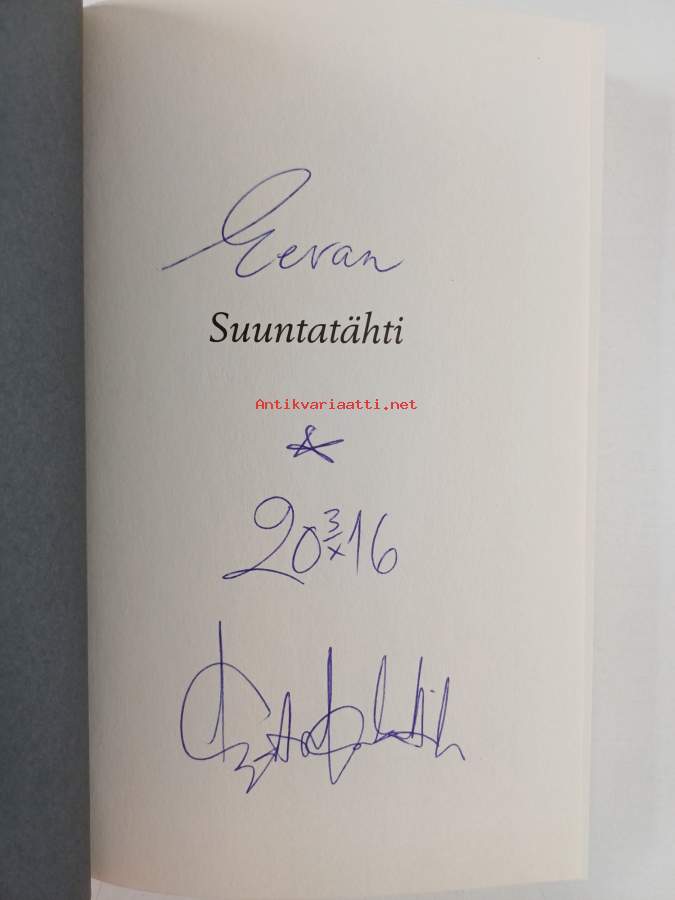 Eevan
Suuntatähti
Antikvariaatti.net
20 3/x 16